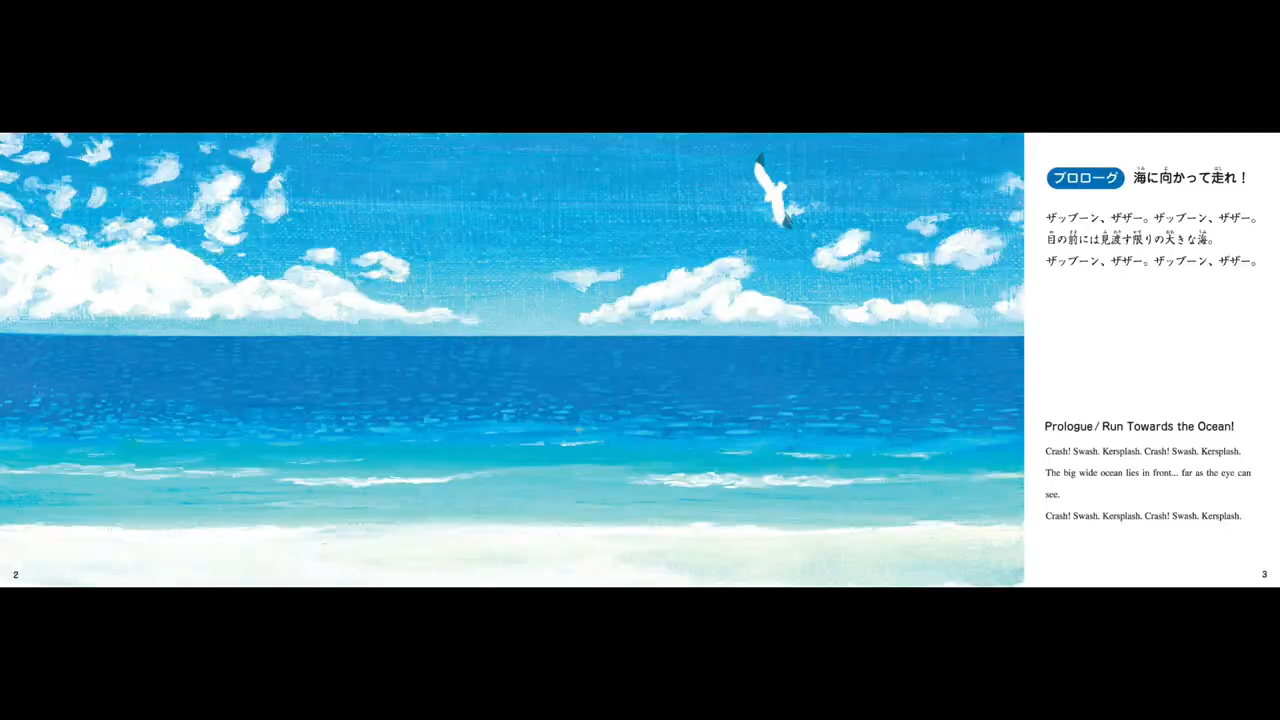 プロローグ 海に向かって走れ！
ザッブーン、ザザー。ザッブーン、ザザー。
目の前には見渡す限りの大きな海。
ザッブーン、ザザー。ザッブーン、ザザー。
Prologue / Run Towards the Ocean!
Crash! Swash. Kersplash. Crash! Swash. Kersplash.
The big wide ocean lies in front... far as the eye can
see.
Crash! Swash. Kersplash. Crash! Swash. Kersplash.
2
3